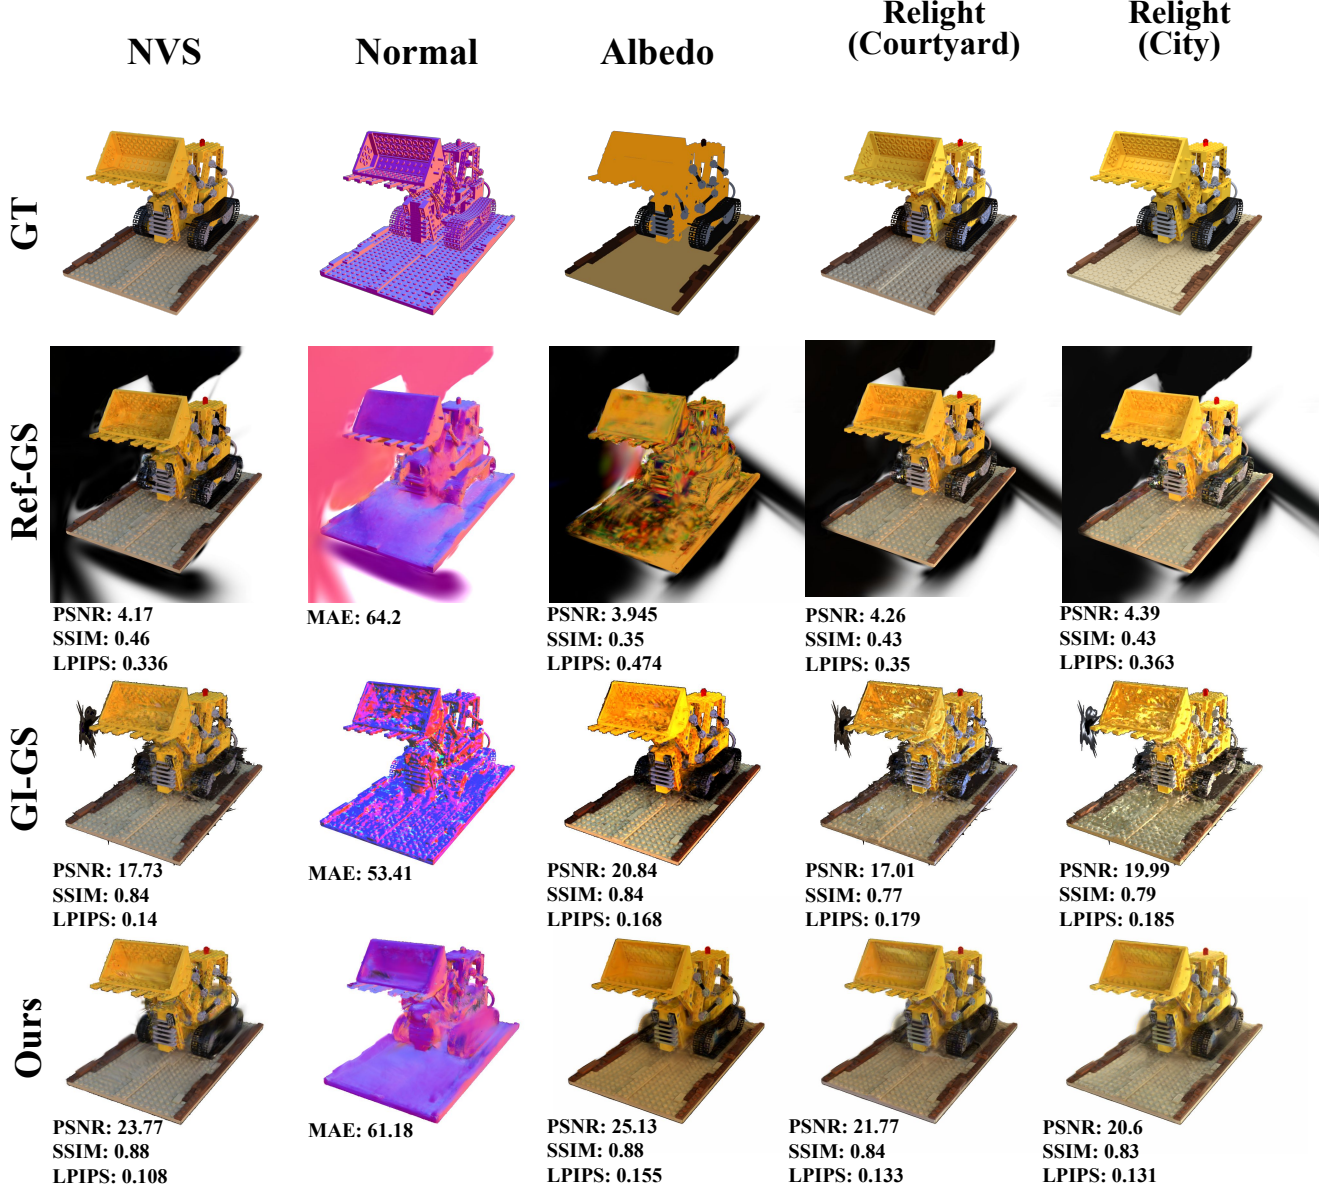 NVS
Normal
Albedo
Relight
(Courtyard)
Relight
(City)
GT
Ref-GS
PSNR: 4.17
SSIM: 0.46
LPIPS: 0.336
MAE: 64.2
PSNR: 3.945
SSIM: 0.35
LPIPS: 0.474
PSNR: 4.26
SSIM: 0.43
LPIPS: 0.35
PSNR: 4.39
SSIM: 0.43
LPIPS: 0.363
GI-GS
PSNR: 17.73
SSIM: 0.84
LPIPS: 0.14
MAE: 53.41
PSNR: 20.84
SSIM: 0.84
LPIPS: 0.168
PSNR: 17.01
SSIM: 0.77
LPIPS: 0.179
PSNR: 19.99
SSIM: 0.79
LPIPS: 0.185
Ours
PSNR: 23.77
SSIM: 0.88
LPIPS: 0.108
MAE: 61.18
PSNR: 25.13
SSIM: 0.88
LPIPS: 0.155
PSNR: 21.77
SSIM: 0.84
LPIPS: 0.133
PSNR: 20.6
SSIM: 0.83
LPIPS: 0.131